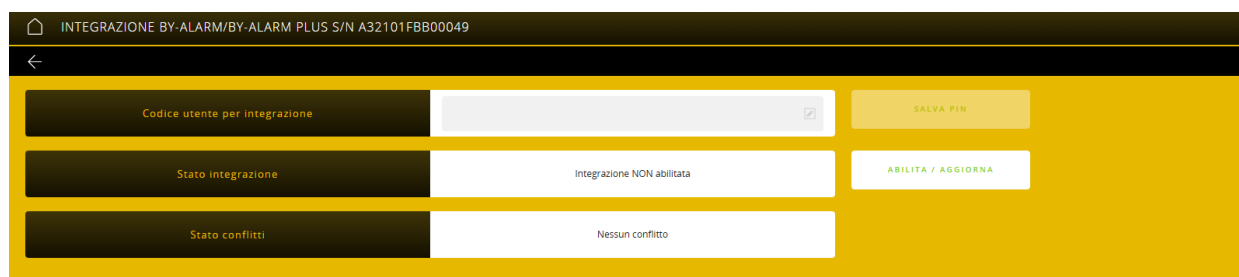 INTEGRAZIONE BY-ALARM/BY-ALARM PLUS S/N A32101FBB00049
Codice utente per integrazione
SALVA PIN
Stato integrazione
Integrazione NON abilitata
ABILITA / AGGIORNA
Stato conflitti
Nessun conflitto